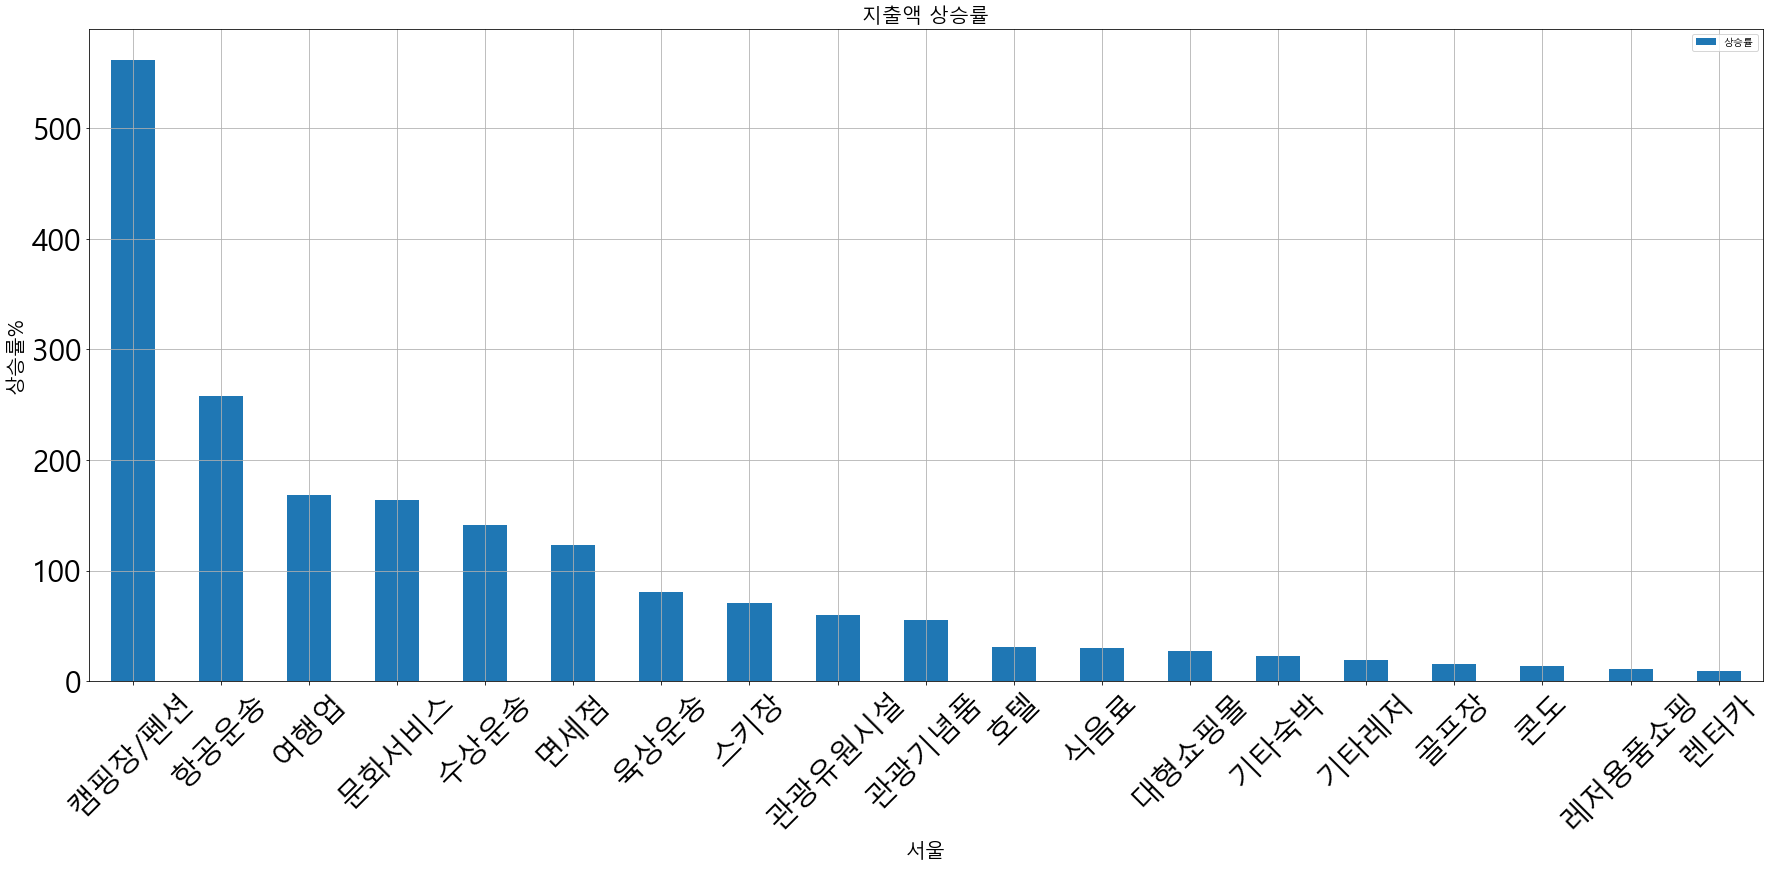 지출액 상승률
상승률
상승률%
500
400
300
200
100
0
캠핑장/펜션
항공운송
여행업
문화서비스
수상운송
면세점
육상운송
스키장
관광유원시설
관광기념품
호텔
식음료
대형쇼핑몰
기타숙박
기타레저
골프장
콘도
레저용품쇼핑
렌터카
서울